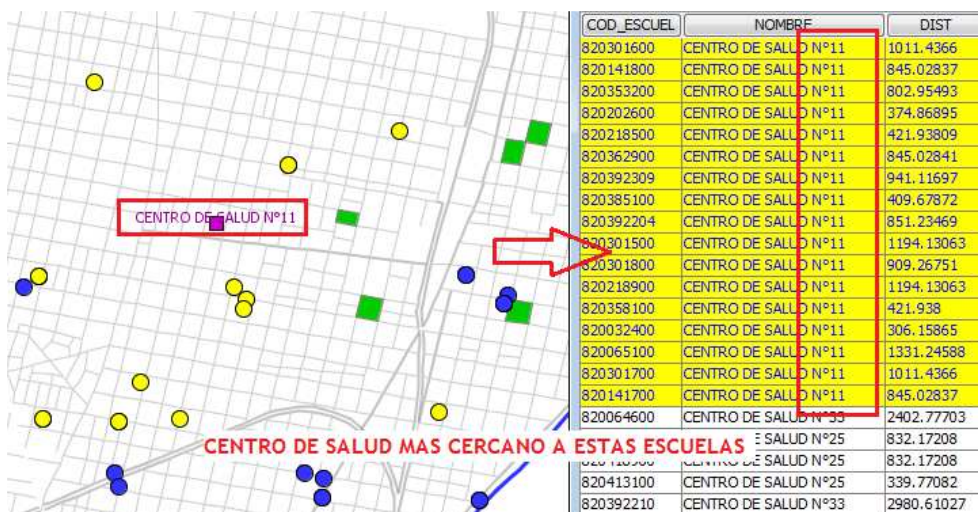 COD_ESCUEL NOMBRE DIST
820301600 CENTRO DE SALUD N°11 1011.4366
820141800 CENTRO DE SALUD N°11 845.02837
820353200 CENTRO DE SALUD N°11 802.95493
820202600 CENTRO DE SALUD N°11 374.86895
820218500 CENTRO DE SALUD N°11 421.93809
820362900 CENTRO DE SALUD N°11 845.02841
820392309 CENTRO DE SALUD N°11 941.11697
820385100 CENTRO DE SALUD N°11 409.67872
820392204 CENTRO DE SALUD N°11 851.23469
820301500 CENTRO DE SALUD N°11 1194.13063
820301800 CENTRO DE SALUD N°11 909.26751
820218900 CENTRO DE SALUD N°11 1194.13063
820358100 CENTRO DE SALUD N°11 421.938
820032400 CENTRO DE SALUD N°11 306.15865
820065100 CENTRO DE SALUD N°11 1331.24588
820301700 CENTRO DE SALUD N°11 1011.4366
820141700 CENTRO DE SALUD N°11 845.02837
820064600 CENTRO DE SALUD 2402.77703
SALUD N°25 832.17208
CENTRO DE SALUD N°25 832.17208
820413100 CENTRO DE SALUD N°25 339.77082
820392210 CENTRO DE SALUD N°33 2980.61027
CENTRO DE SALUD N°11
CENTRO DE SALUD MAS CERCANO A ESTAS ESCUELAS